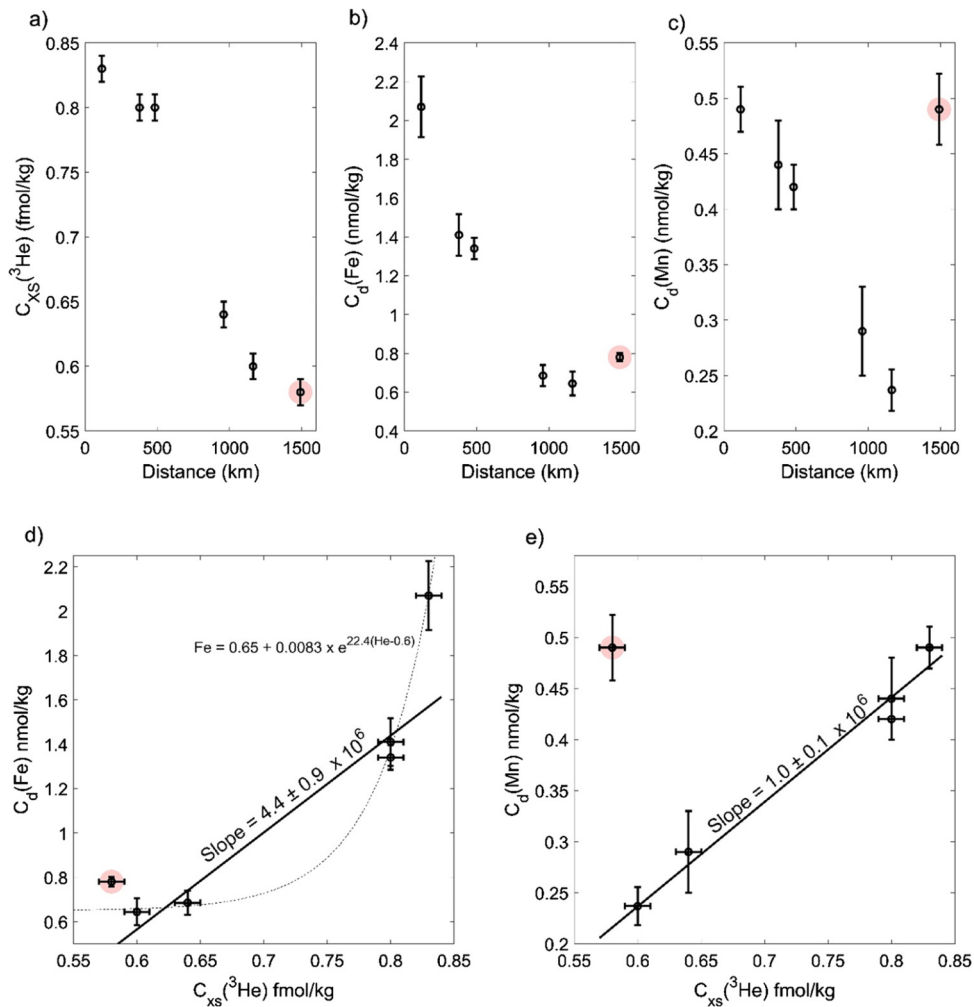 a)
0.85
0.8
0.75
0.7
0.65
0.6
0.55
C_XS(³He) (fmol/kg)
0 500 1000 1500
Distance (km)
b)
2.4
2.2
2
1.8
1.6
1.4
1.2
1
0.8
0.6
0.4
C_d(Fe) (nmol/kg)
0 500 1000 1500
Distance (km)
c)
0.55
0.5
0.45
0.4
0.35
0.3
0.25
0.2
C_d(Mn) (nmol/kg)
0 500 1000 1500
Distance (km)
d)
2.2
2
1.8
1.6
1.4
1.2
1
0.8
0.6
C_d(Fe) nmol/kg
Fe = 0.65 + 0.0083 x e^22.4(He-0.6)
Slope = 4.4 ± 0.9 x 10⁶
0.55 0.6 0.65 0.7 0.75 0.8 0.85
C_xs(³He) fmol/kg
e)
0.55
0.5
0.45
0.4
0.35
0.3
0.25
0.2
C_d(Mn) nmol/kg
Slope = 1.0 ± 0.1 x 10⁶
0.55 0.6 0.65 0.7 0.75 0.8 0.85
C_xs(³He) fmol/kg